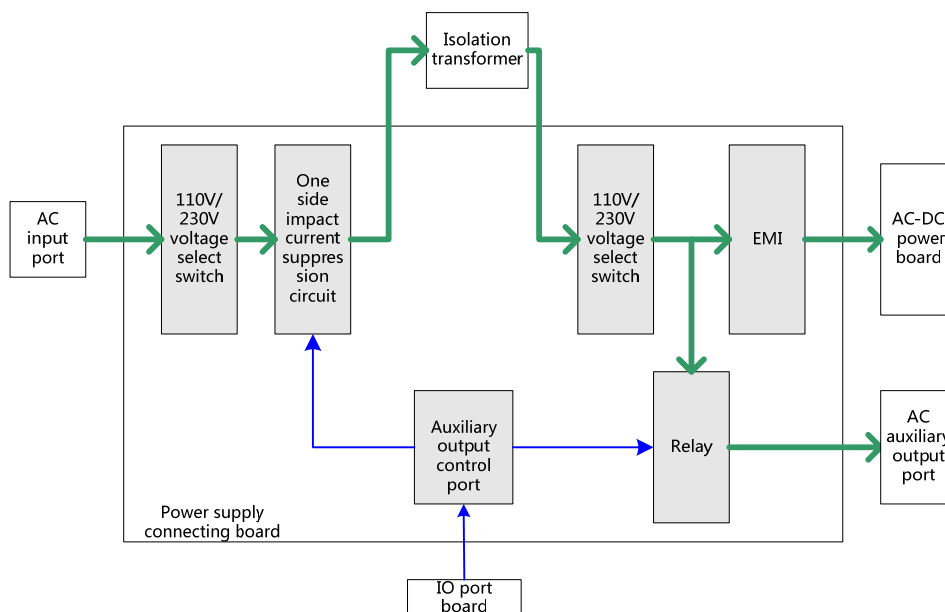 Isolation
transformer
AC
input
port
110V/
230V
voltage
select
switch
One
side
impact
current
suppres
sion
circuit
110V/
230V
voltage
select
switch
EMI
AC-DC
power
board
Auxiliary
output
control
port
Relay
AC
auxiliary
output
port
Power supply
connecting board
IO port
board